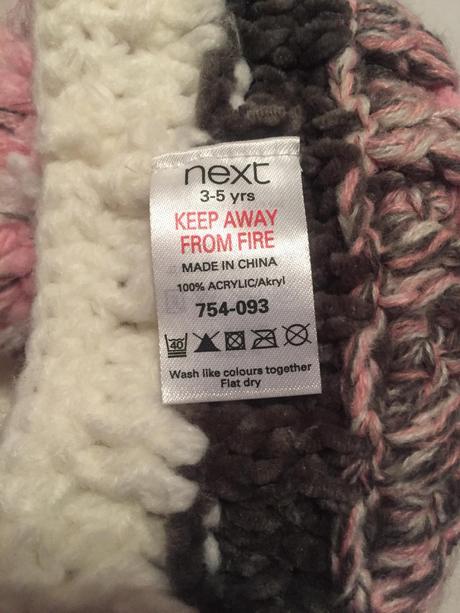 next
3-5 yrs
KEEP AWAY
FROM FIRE
MADE IN CHINA
100% ACRYLIC/Akryl
754-093
40
Wash like colours together
Flat dry